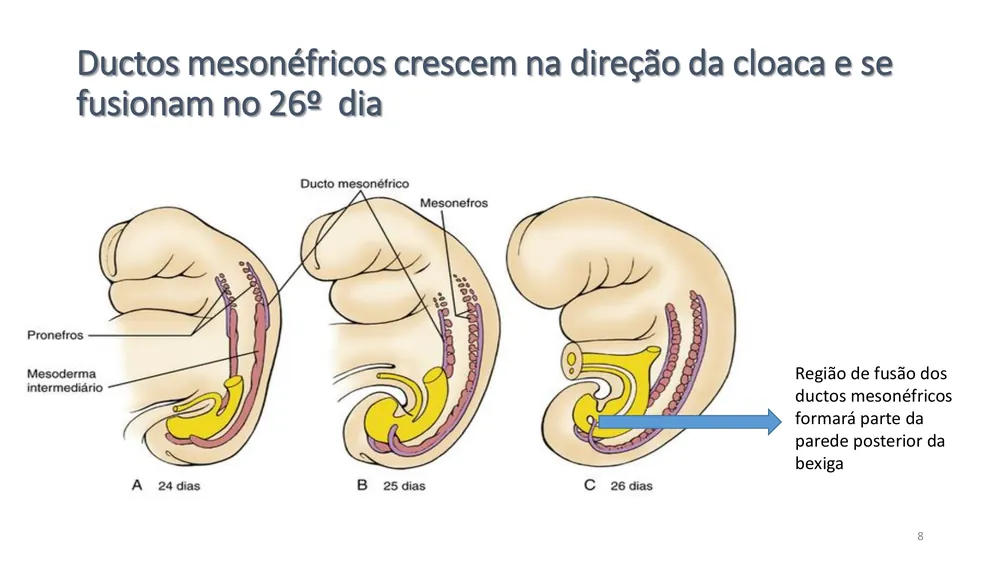 Ductos mesonéfricos crescem na direção da cloaca e se
fusionam no 26º dia
Ducto mesonéfrico
Mesonefros
Pronefros
Mesoderma
intermediário
Região de fusão dos
ductos mesonéfricos
formará parte da
parede posterior da
bexiga
A 24 dias
B 25 dias
C 26 dias
8